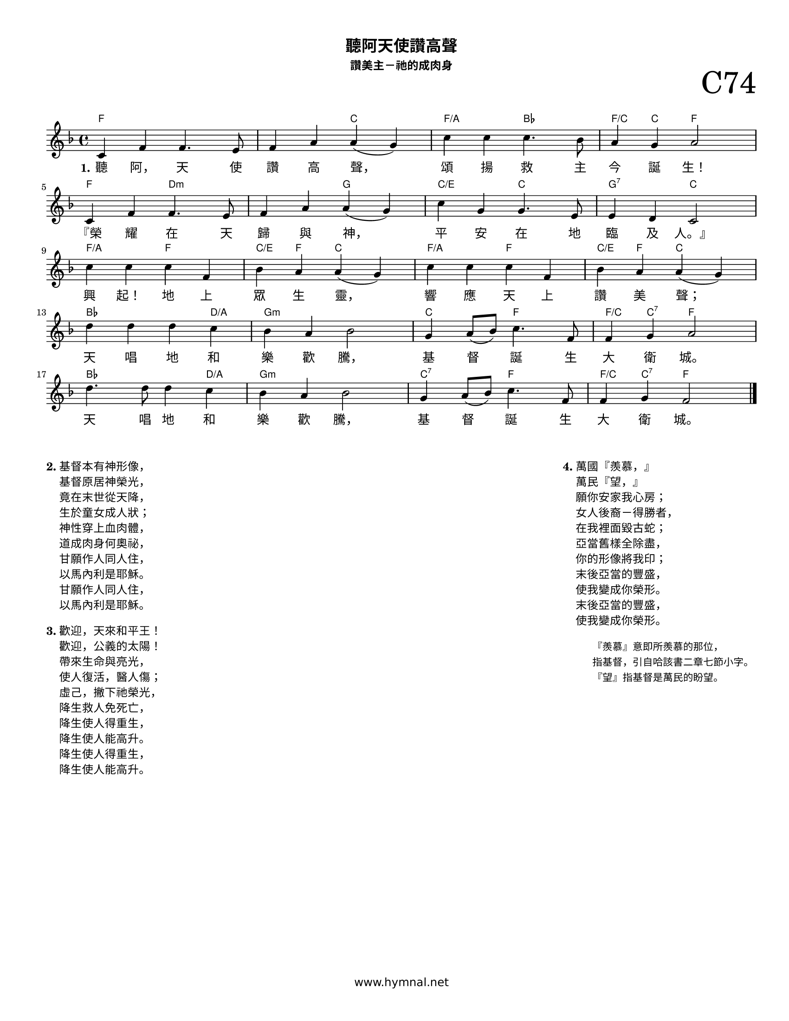 聽阿天使讚高聲
讚美主－祂的成肉身
C74
F C F/A B♭ F/C C F
1. 聽 阿， 天 使 讚 高 聲， 頌 揚 救 主 今 誕 生！
5 F Dm G C/E C G7 C
『榮 耀 在 天 歸 與 神， 平 安 在 地 臨 及 人。』
9 F/A F C/E F C F/A F C/E F C
興 起！ 地 上 眾 生 靈， 響 應 天 上 讚 美 聲；
13 B♭ D/A Gm C F F/C C7 F
天 唱 地 和 樂 歡 騰， 基 督 誕 生 大 衛 城。
17 B♭ D/A Gm C7 F F/C C7 F
天 唱 地 和 樂 歡 騰， 基 督 誕 生 大 衛 城。
2. 基督本有神形像，
基督原居神榮光，
竟在末世從天降，
生於童女成人狀；
神性穿上血肉體，
道成肉身何奧祕，
甘願作人同人住，
以馬內利是耶穌。
甘願作人同人住，
以馬內利是耶穌。
3. 歡迎，天來和平王！
歡迎，公義的太陽！
帶來生命與亮光，
使人復活，醫人傷；
虛己，撇下祂榮光，
降生救人免死亡，
降生使人得重生，
降生使人能高升。
降生使人得重生，
降生使人能高升。
4. 萬國『羨慕，』
萬民『望，』
願你安家我心房；
女人後裔－得勝者，
在我裡面毀古蛇；
亞當舊樣全除盡，
你的形像將我印；
末後亞當的豐盛，
使我變成你榮形。
末後亞當的豐盛，
使我變成你榮形。
『羨慕』意即所羨慕的那位，
指基督，引自哈該書二章七節小字。
『望』指基督是萬民的盼望。
www.hymnal.net